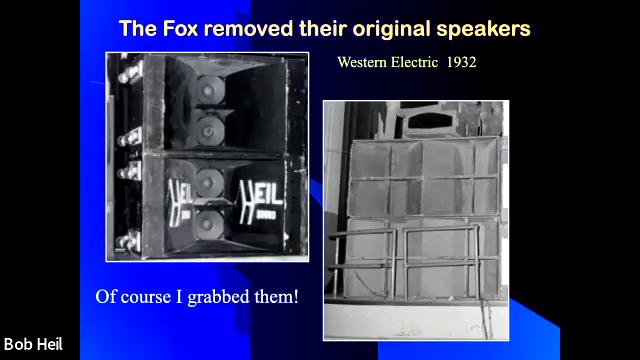 The Fox removed their original speakers
Western Electric 1932
HEIL
SOUND
HEIL
SOUND
Of course I grabbed them!
Bob Heil